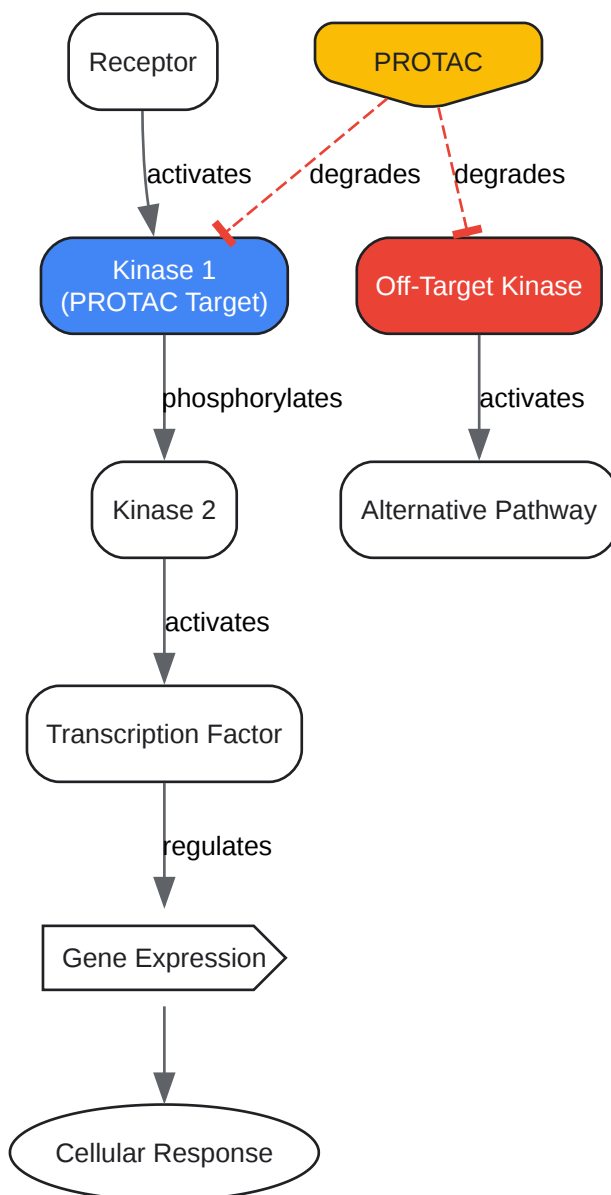 Receptor
PROTAC
activates
degrades
degrades
Kinase 1
(PROTAC Target)
Off-Target Kinase
phosphorylates
activates
Kinase 2
Alternative Pathway
activates
Transcription Factor
regulates
Gene Expression
Cellular Response